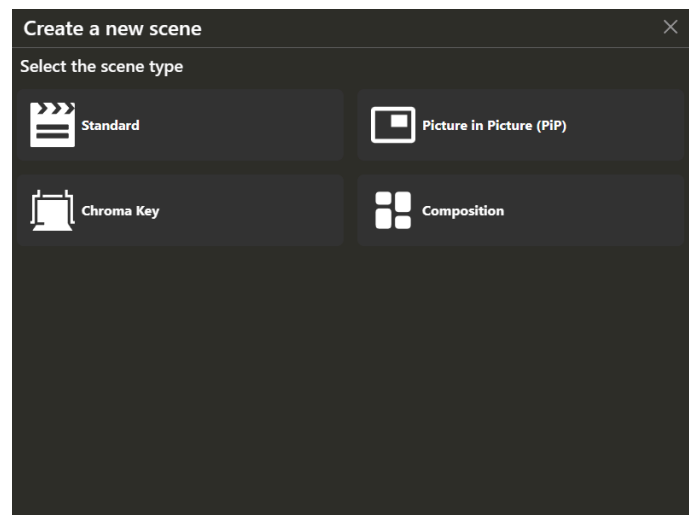 Create a new scene
Select the scene type
Standard
Picture in Picture (PiP)
Chroma Key
Composition